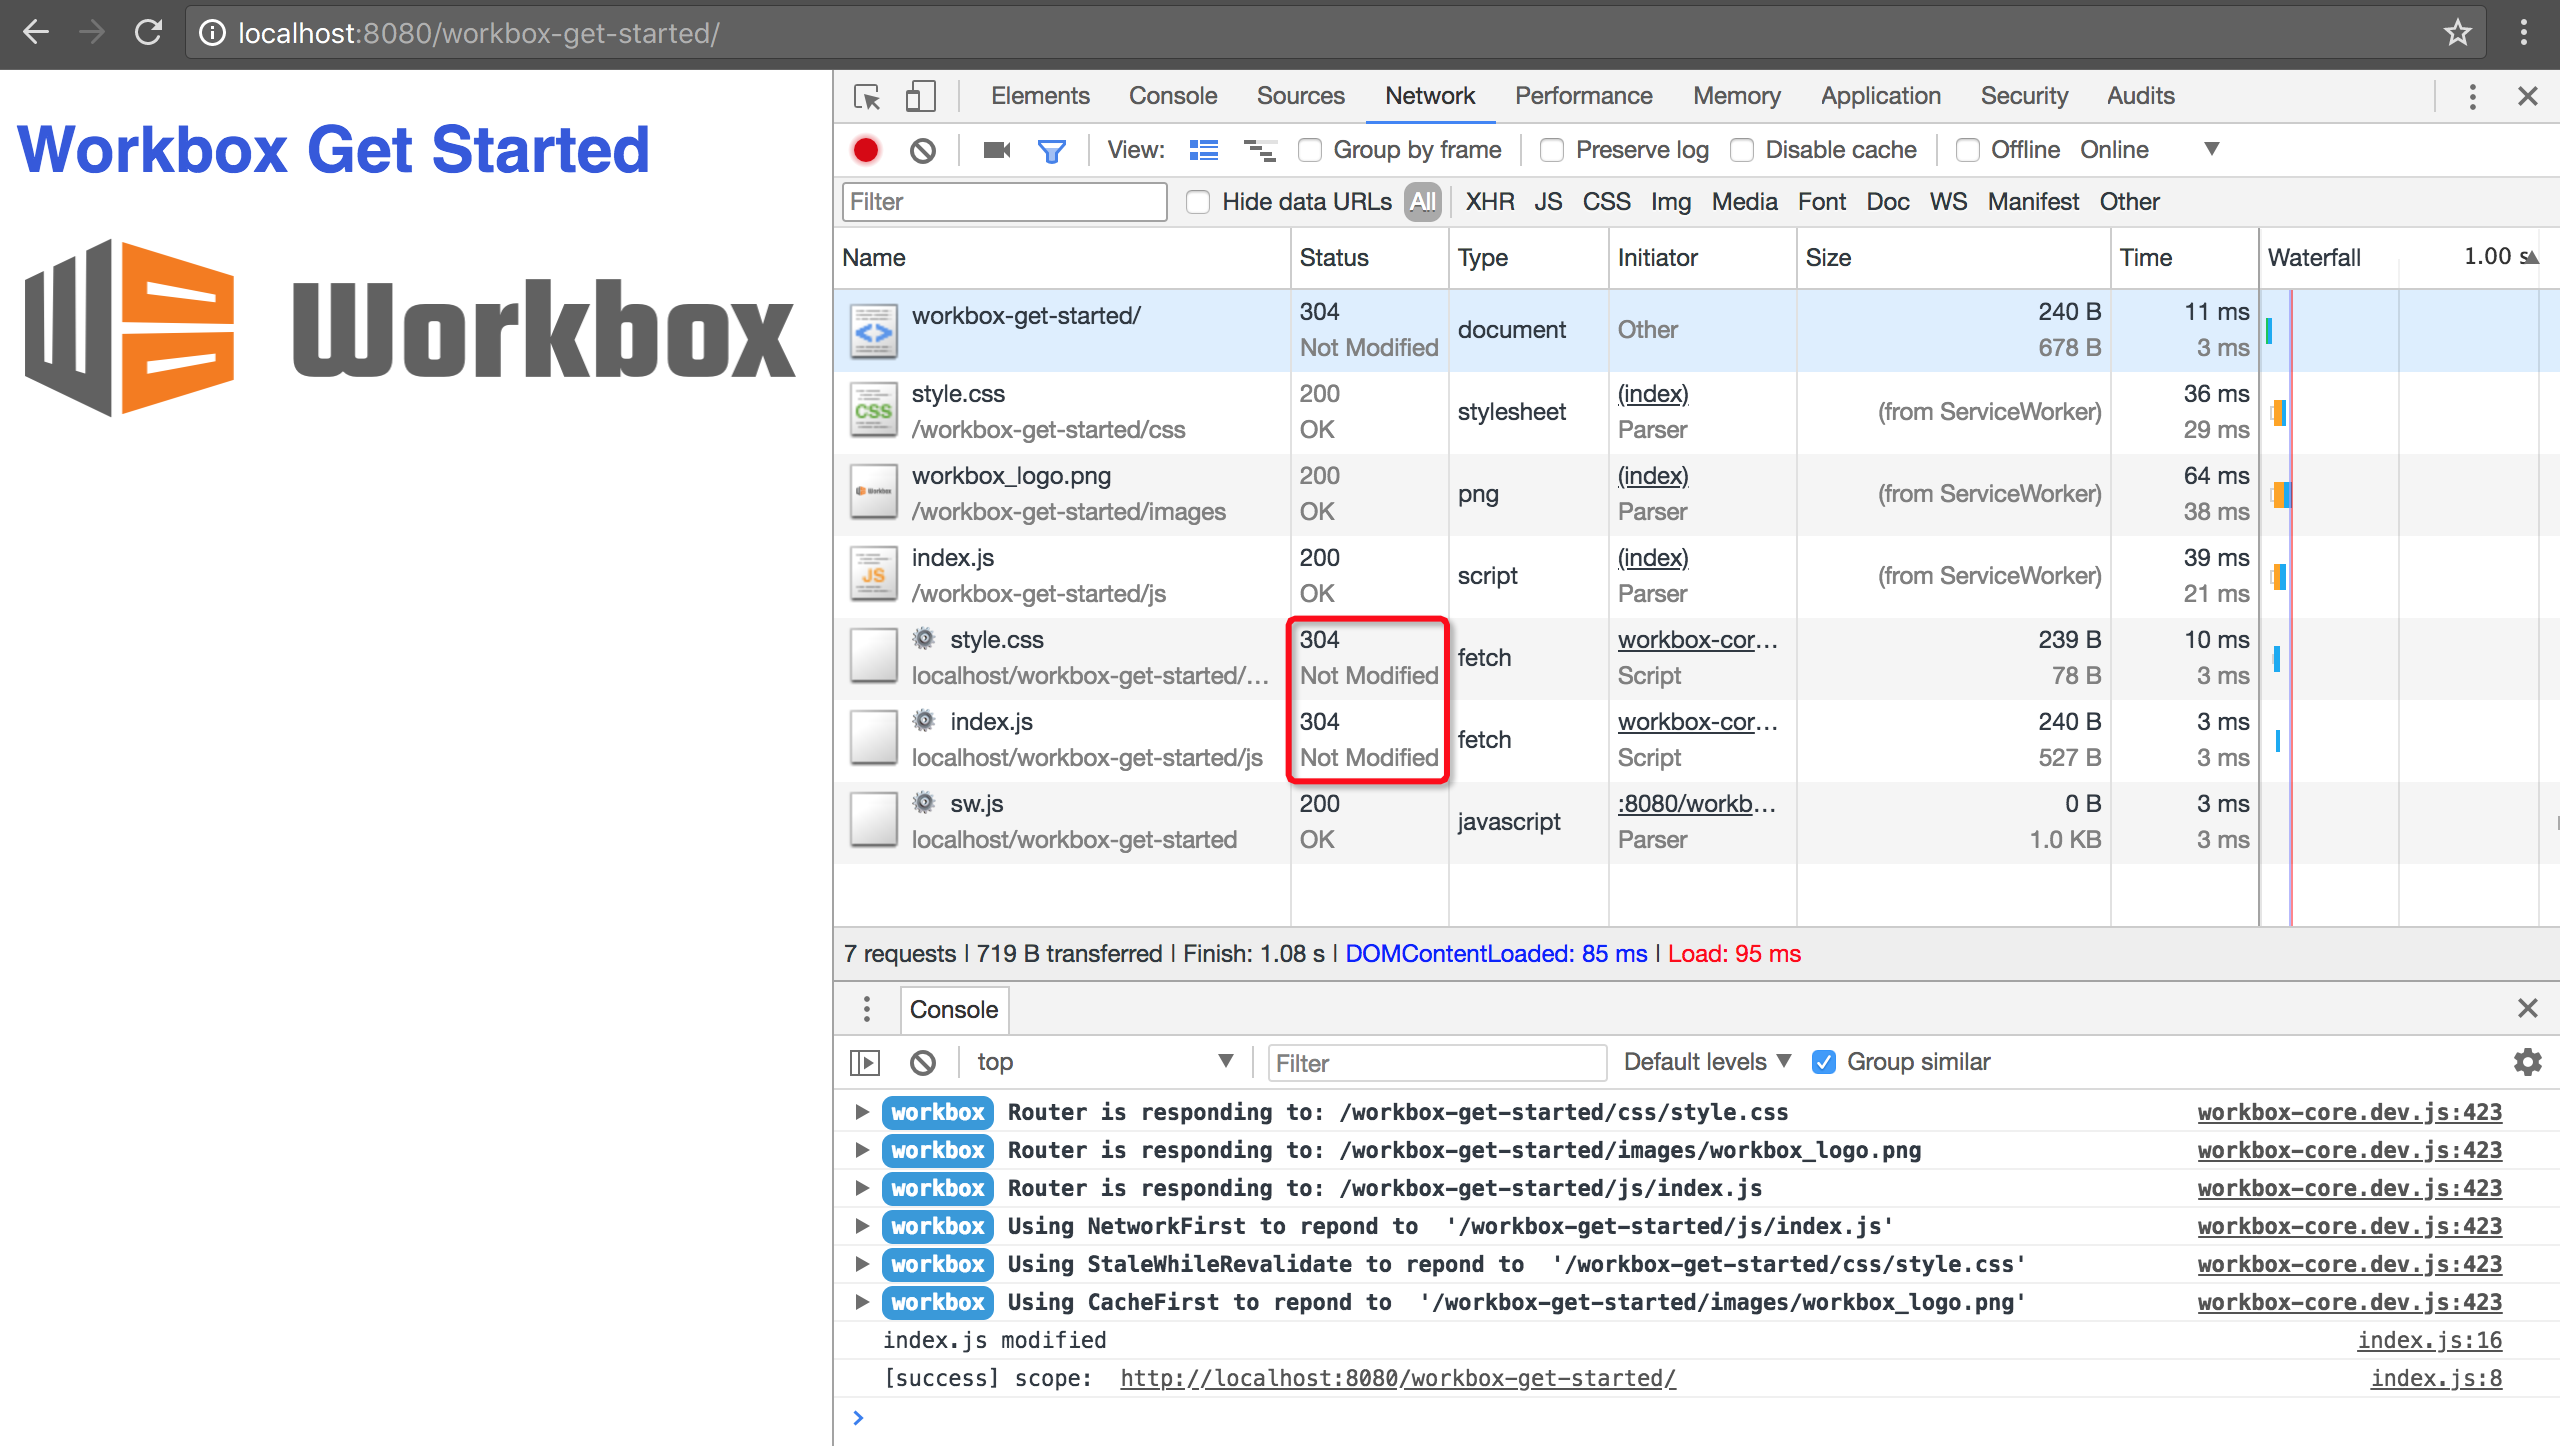 localhost:8080/workbox-get-started/
Workbox Get Started
Workbox
Elements Console Sources Network Performance Memory Application Security Audits
View: Group by frame Preserve log Disable cache Offline Online
Filter Hide data URLs All XHR JS CSS Img Media Font Doc WS Manifest Other
Name Status Type Initiator Size Time Waterfall 1.00 s
workbox-get-started/ 304 Not Modified document Other 240 B 678 B 11 ms 3 ms
CSS style.css /workbox-get-started/css 200 OK stylesheet (index) Parser (from ServiceWorker) 36 ms 29 ms
Workbox workbox_logo.png /workbox-get-started/images 200 OK png (index) Parser (from ServiceWorker) 64 ms 38 ms
JS index.js /workbox-get-started/js 200 OK script (index) Parser (from ServiceWorker) 39 ms 21 ms
style.css localhost/workbox-get-started/... 304 Not Modified fetch workbox-cor... Script 239 B 78 B 10 ms 3 ms
index.js localhost/workbox-get-started/js 304 Not Modified fetch workbox-cor... Script 240 B 527 B 3 ms 3 ms
sw.js localhost/workbox-get-started 200 OK javascript :8080/workb... Parser 0 B 1.0 KB 3 ms 3 ms
7 requests | 719 B transferred | Finish: 1.08 s | DOMContentLoaded: 85 ms | Load: 95 ms
Console
top Filter Default levels Group similar
workbox Router is responding to: /workbox-get-started/css/style.css workbox-core.dev.js:423
workbox Router is responding to: /workbox-get-started/images/workbox_logo.png workbox-core.dev.js:423
workbox Router is responding to: /workbox-get-started/js/index.js workbox-core.dev.js:423
workbox Using NetworkFirst to repond to '/workbox-get-started/js/index.js' workbox-core.dev.js:423
workbox Using StaleWhileRevalidate to repond to '/workbox-get-started/css/style.css' workbox-core.dev.js:423
workbox Using CacheFirst to repond to '/workbox-get-started/images/workbox_logo.png' workbox-core.dev.js:423
index.js modified index.js:16
[success] scope: http://localhost:8080/workbox-get-started/ index.js:8